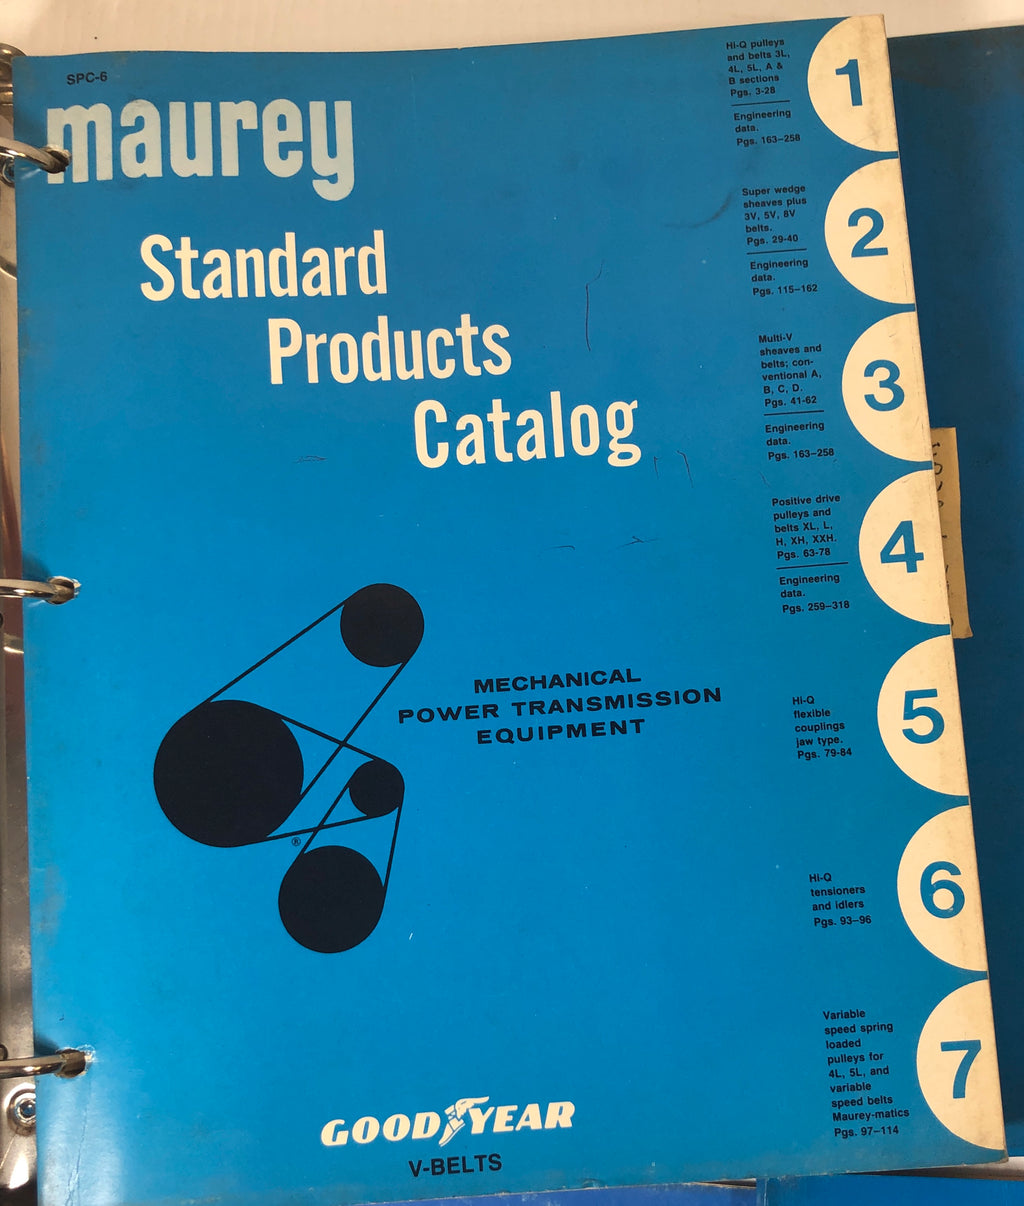 SPC-6
maurey
Standard
Products
Catalog
MECHANICAL
POWER TRANSMISSION
EQUIPMENT
®
GOODYEAR
V-BELTS
Hi-Q pulleys
and belts 3L,
4L, 5L, A &
B sections
Pgs. 3-28
Engineering
data.
Pgs. 163–258
1
Super wedge
sheaves plus
3V, 5V, 8V
belts.
Pgs. 29-40
Engineering
data.
Pgs. 115–162
2
Multi-V
sheaves and
belts; con-
ventional A,
B, C, D.
Pgs. 41-62
Engineering
data.
Pgs. 163–258
3
Positive drive
pulleys and
belts XL, L,
H, XH, XXH.
Pgs. 63-78
Engineering
data.
Pgs. 259–318
4
Hi-Q
flexible
couplings
jaw type.
Pgs. 79-84
5
Hi-Q
tensioners
and idlers
Pgs. 93–96
6
Variable
speed spring
loaded
pulleys for
4L, 5L, and
variable
speed belts
Maurey-matics
Pgs. 97–114
7